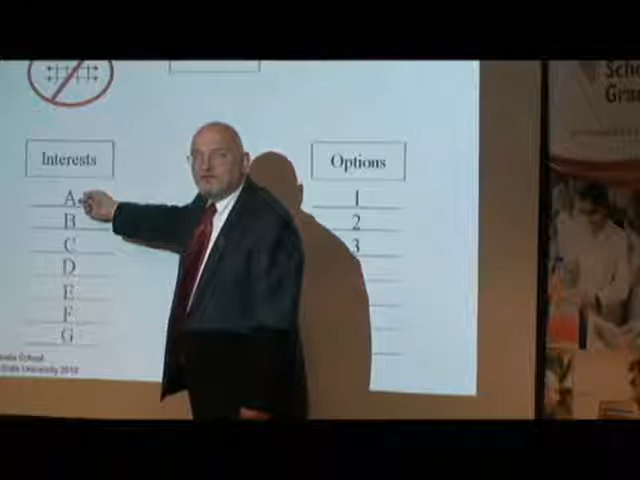 Interests
Options
A
1
B
2
C
3
D
E
F
G
School
State University 2010